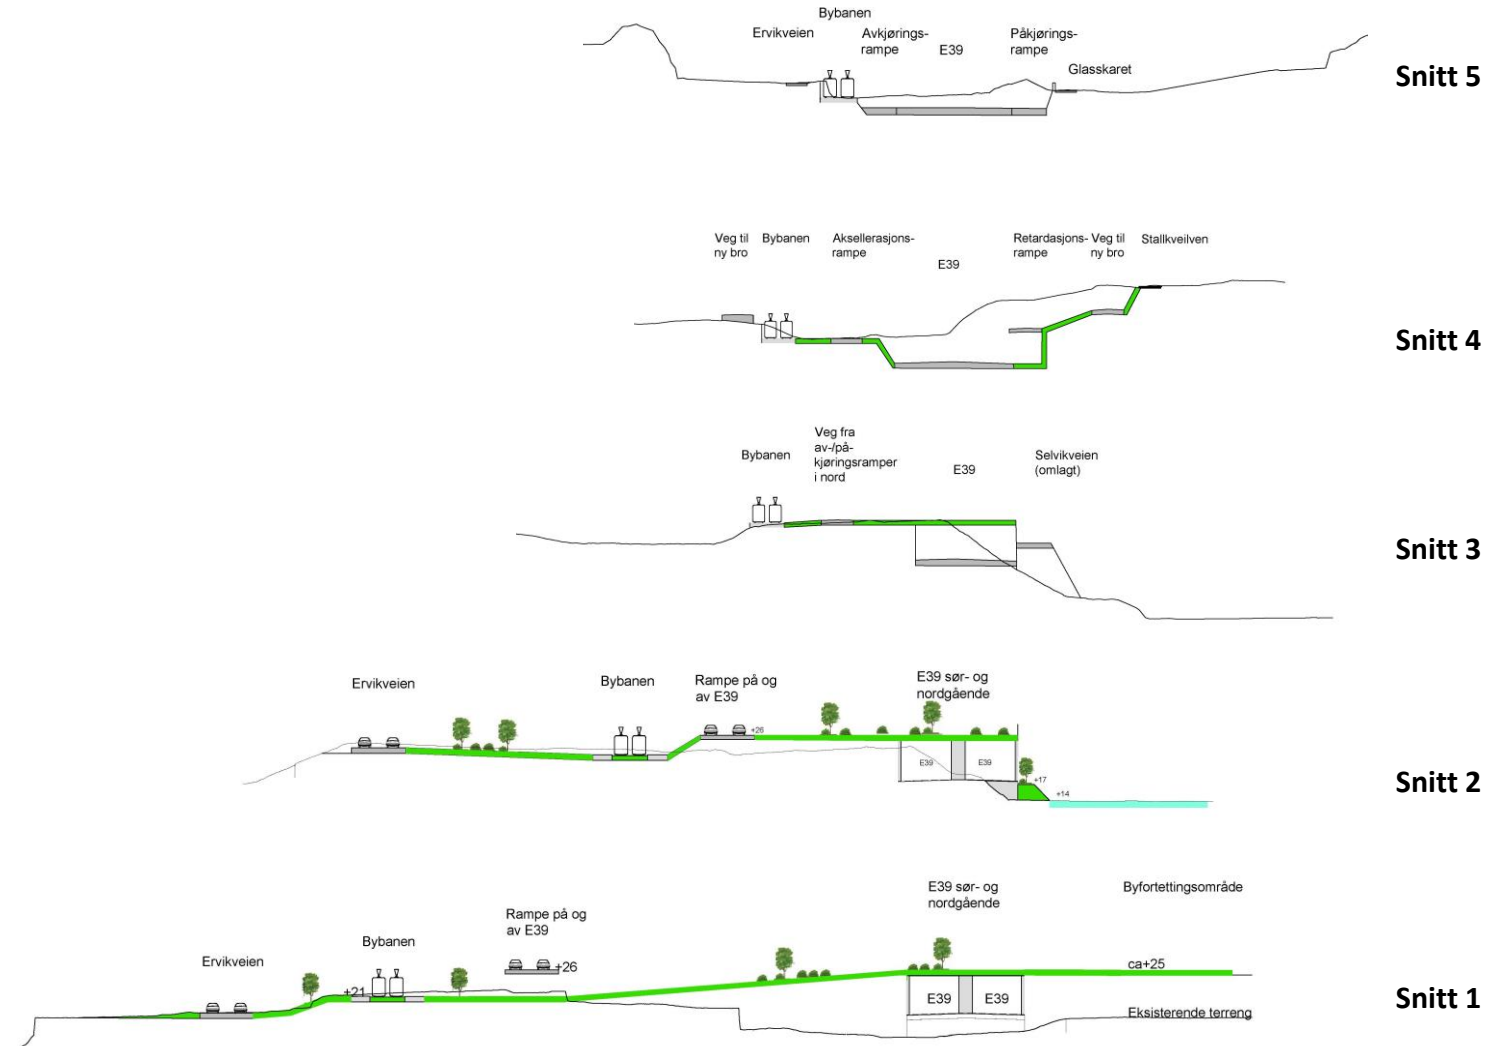 Bybanen
Ervikveien
Avkjørings-
rampe
E39
Påkjørings-
rampe
Glasskaret
Snitt 5
Veg til
ny bro
Bybanen
Aksellerasjons-
rampe
E39
Retardasjons-
rampe
Veg til
ny bro
Stallkveilven
Snitt 4
Bybanen
Veg fra
av-/på-
kjøringsramper
i nord
E39
Selvikveien
(omlagt)
Snitt 3
Ervikveien
Bybanen
Rampe på og
av E39
E39 sør- og
nordgående
+26
E39
E39
+17
+14
Snitt 2
Ervikveien
Bybanen
Rampe på og
av E39
E39 sør- og
nordgående
Byfortettingsområde
+21
+26
ca+25
E39
E39
Eksisterende terreng
Snitt 1